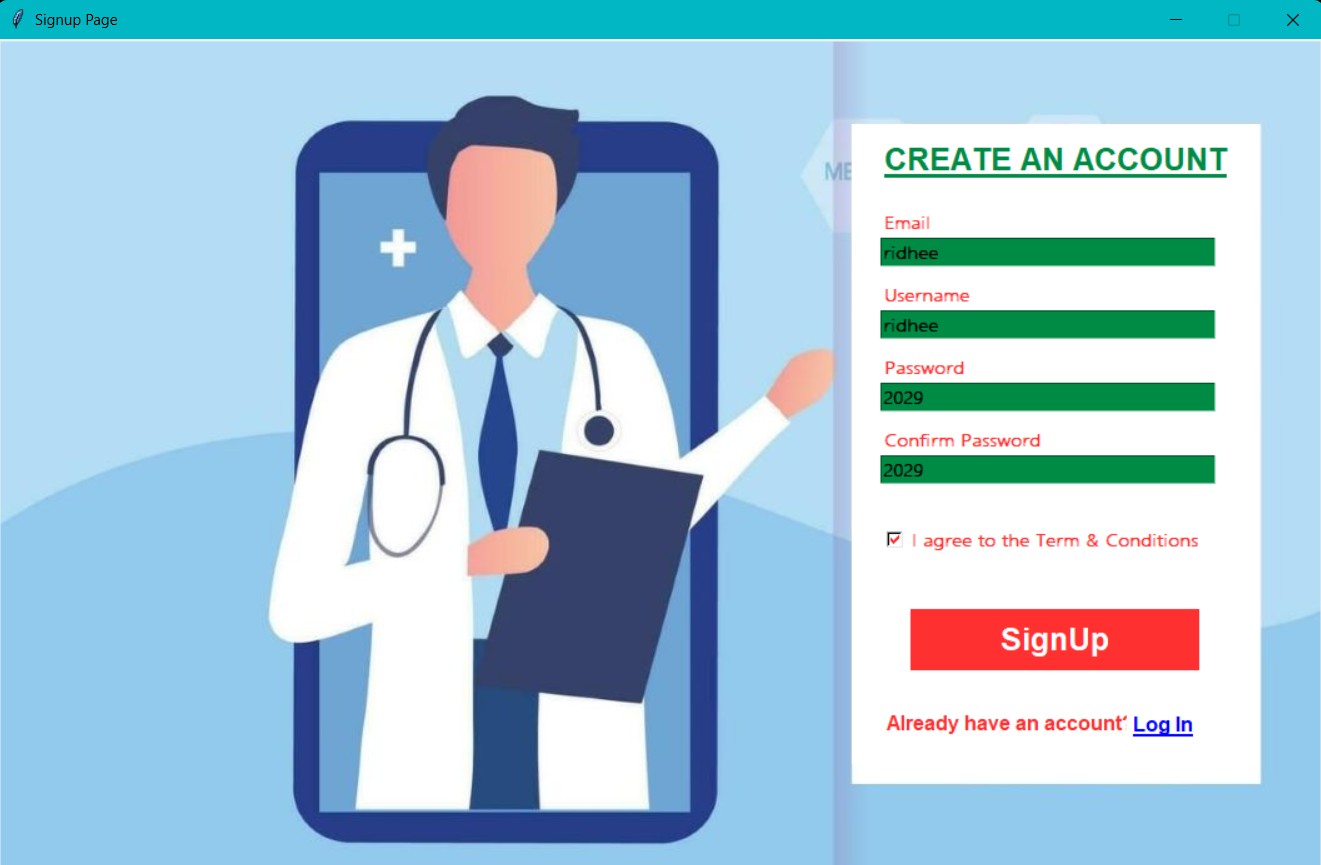 Signup Page
ME
CREATE AN ACCOUNT
Email
ridhee
Username
ridhee
Password
2029
Confirm Password
2029
I agree to the Term & Conditions
SignUp
Already have an account? Log In